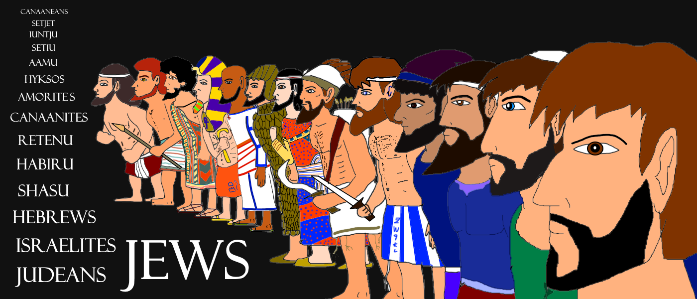 CANAANEANS
SETJET
IUNTJU
SETIU
AAMU
HYKSOS
AMORITES
CANAANITES
RETENU
HABIRU
SHASU
HEBREWS
ISRAELITES
JUDEANS
JEWS